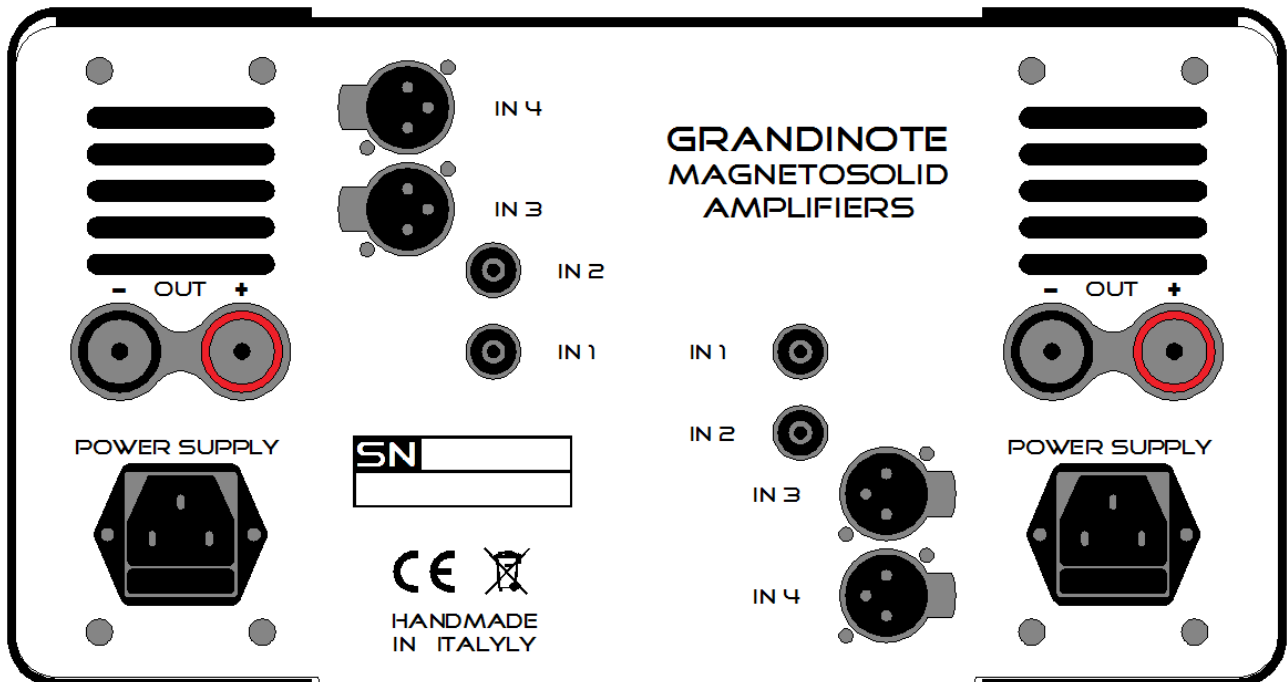 IN 4
GRANDINOTE
MAGNETOSOLID
AMPLIFIERS
IN 3
IN 2
- OUT +
- OUT +
IN 1
IN 1
IN 2
POWER SUPPLY
SN
POWER SUPPLY
IN 3
CE
IN 4
HANDMADE
IN ITALYLY